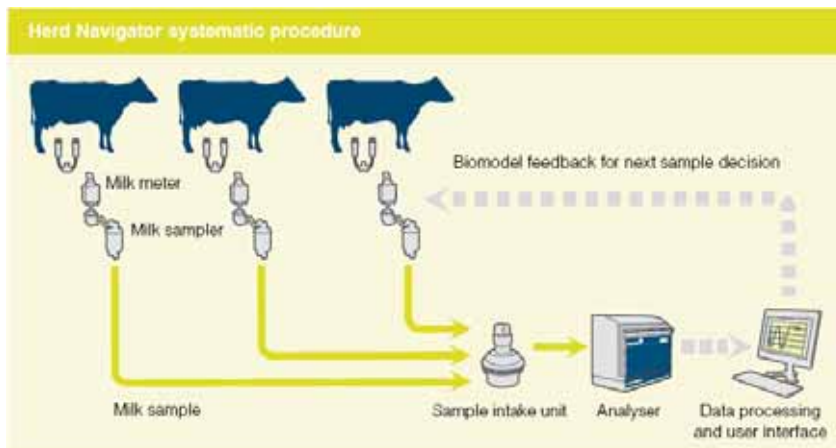 Herd Navigator systematic procedure
Biomodel feedback for next sample decision
Milk meter
Milk sampler
Milk sample
Sample intake unit
Analyser
Data processing
and user interface